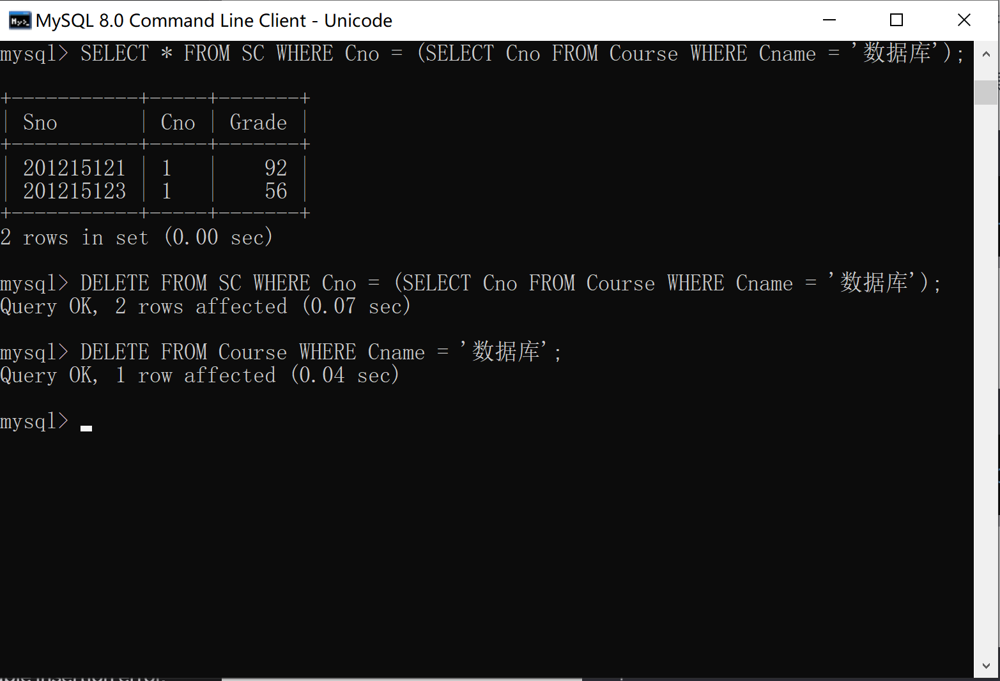 MySQL 8.0 Command Line Client - Unicode
mysql> SELECT * FROM SC WHERE Cno = (SELECT Cno FROM Course WHERE Cname = '数据库');
+-----------+-----+-------+
| Sno       | Cno | Grade |
+-----------+-----+-------+
| 201215121 | 1   |    92 |
| 201215123 | 1   |    56 |
+-----------+-----+-------+
2 rows in set (0.00 sec)
mysql> DELETE FROM SC WHERE Cno = (SELECT Cno FROM Course WHERE Cname = '数据库');
Query OK, 2 rows affected (0.07 sec)
mysql> DELETE FROM Course WHERE Cname = '数据库';
Query OK, 1 row affected (0.04 sec)
mysql>